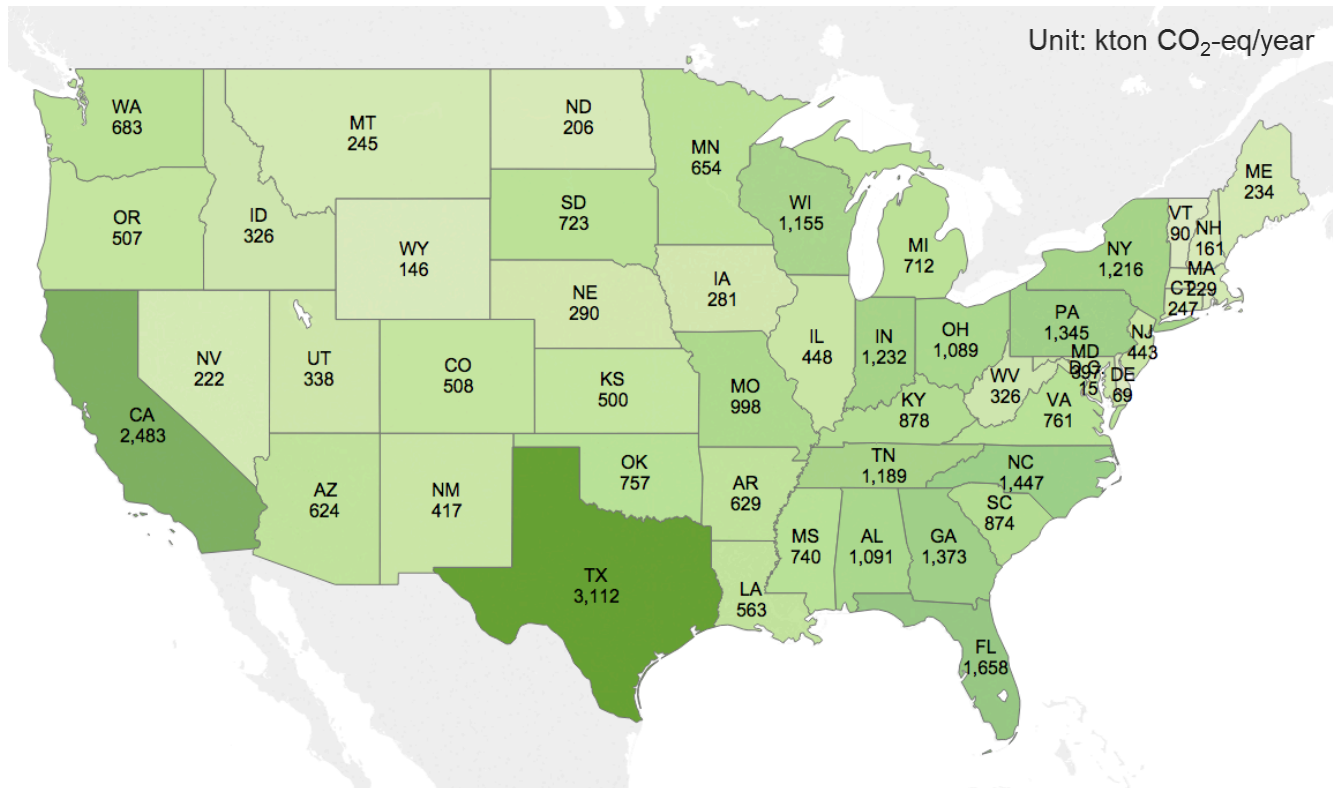 Unit: kton CO₂-eq/year
WA
683
MT
245
ND
206
MN
654
OR
507
ID
326
WY
146
SD
723
WI
1,155
MI
712
NY
1,216
VT
90
NH
161
ME
234
MA
229
CT
247
NE
290
IA
281
NV
222
UT
338
CO
508
KS
500
MO
998
IL
448
IN
1,232
OH
1,089
PA
1,345
NJ
443
MD
397
D.C.
15
DE
69
WV
326
VA
761
KY
878
CA
2,483
AZ
624
NM
417
OK
757
AR
629
TN
1,189
NC
1,447
SC
874
TX
3,112
LA
563
MS
740
AL
1,091
GA
1,373
FL
1,658